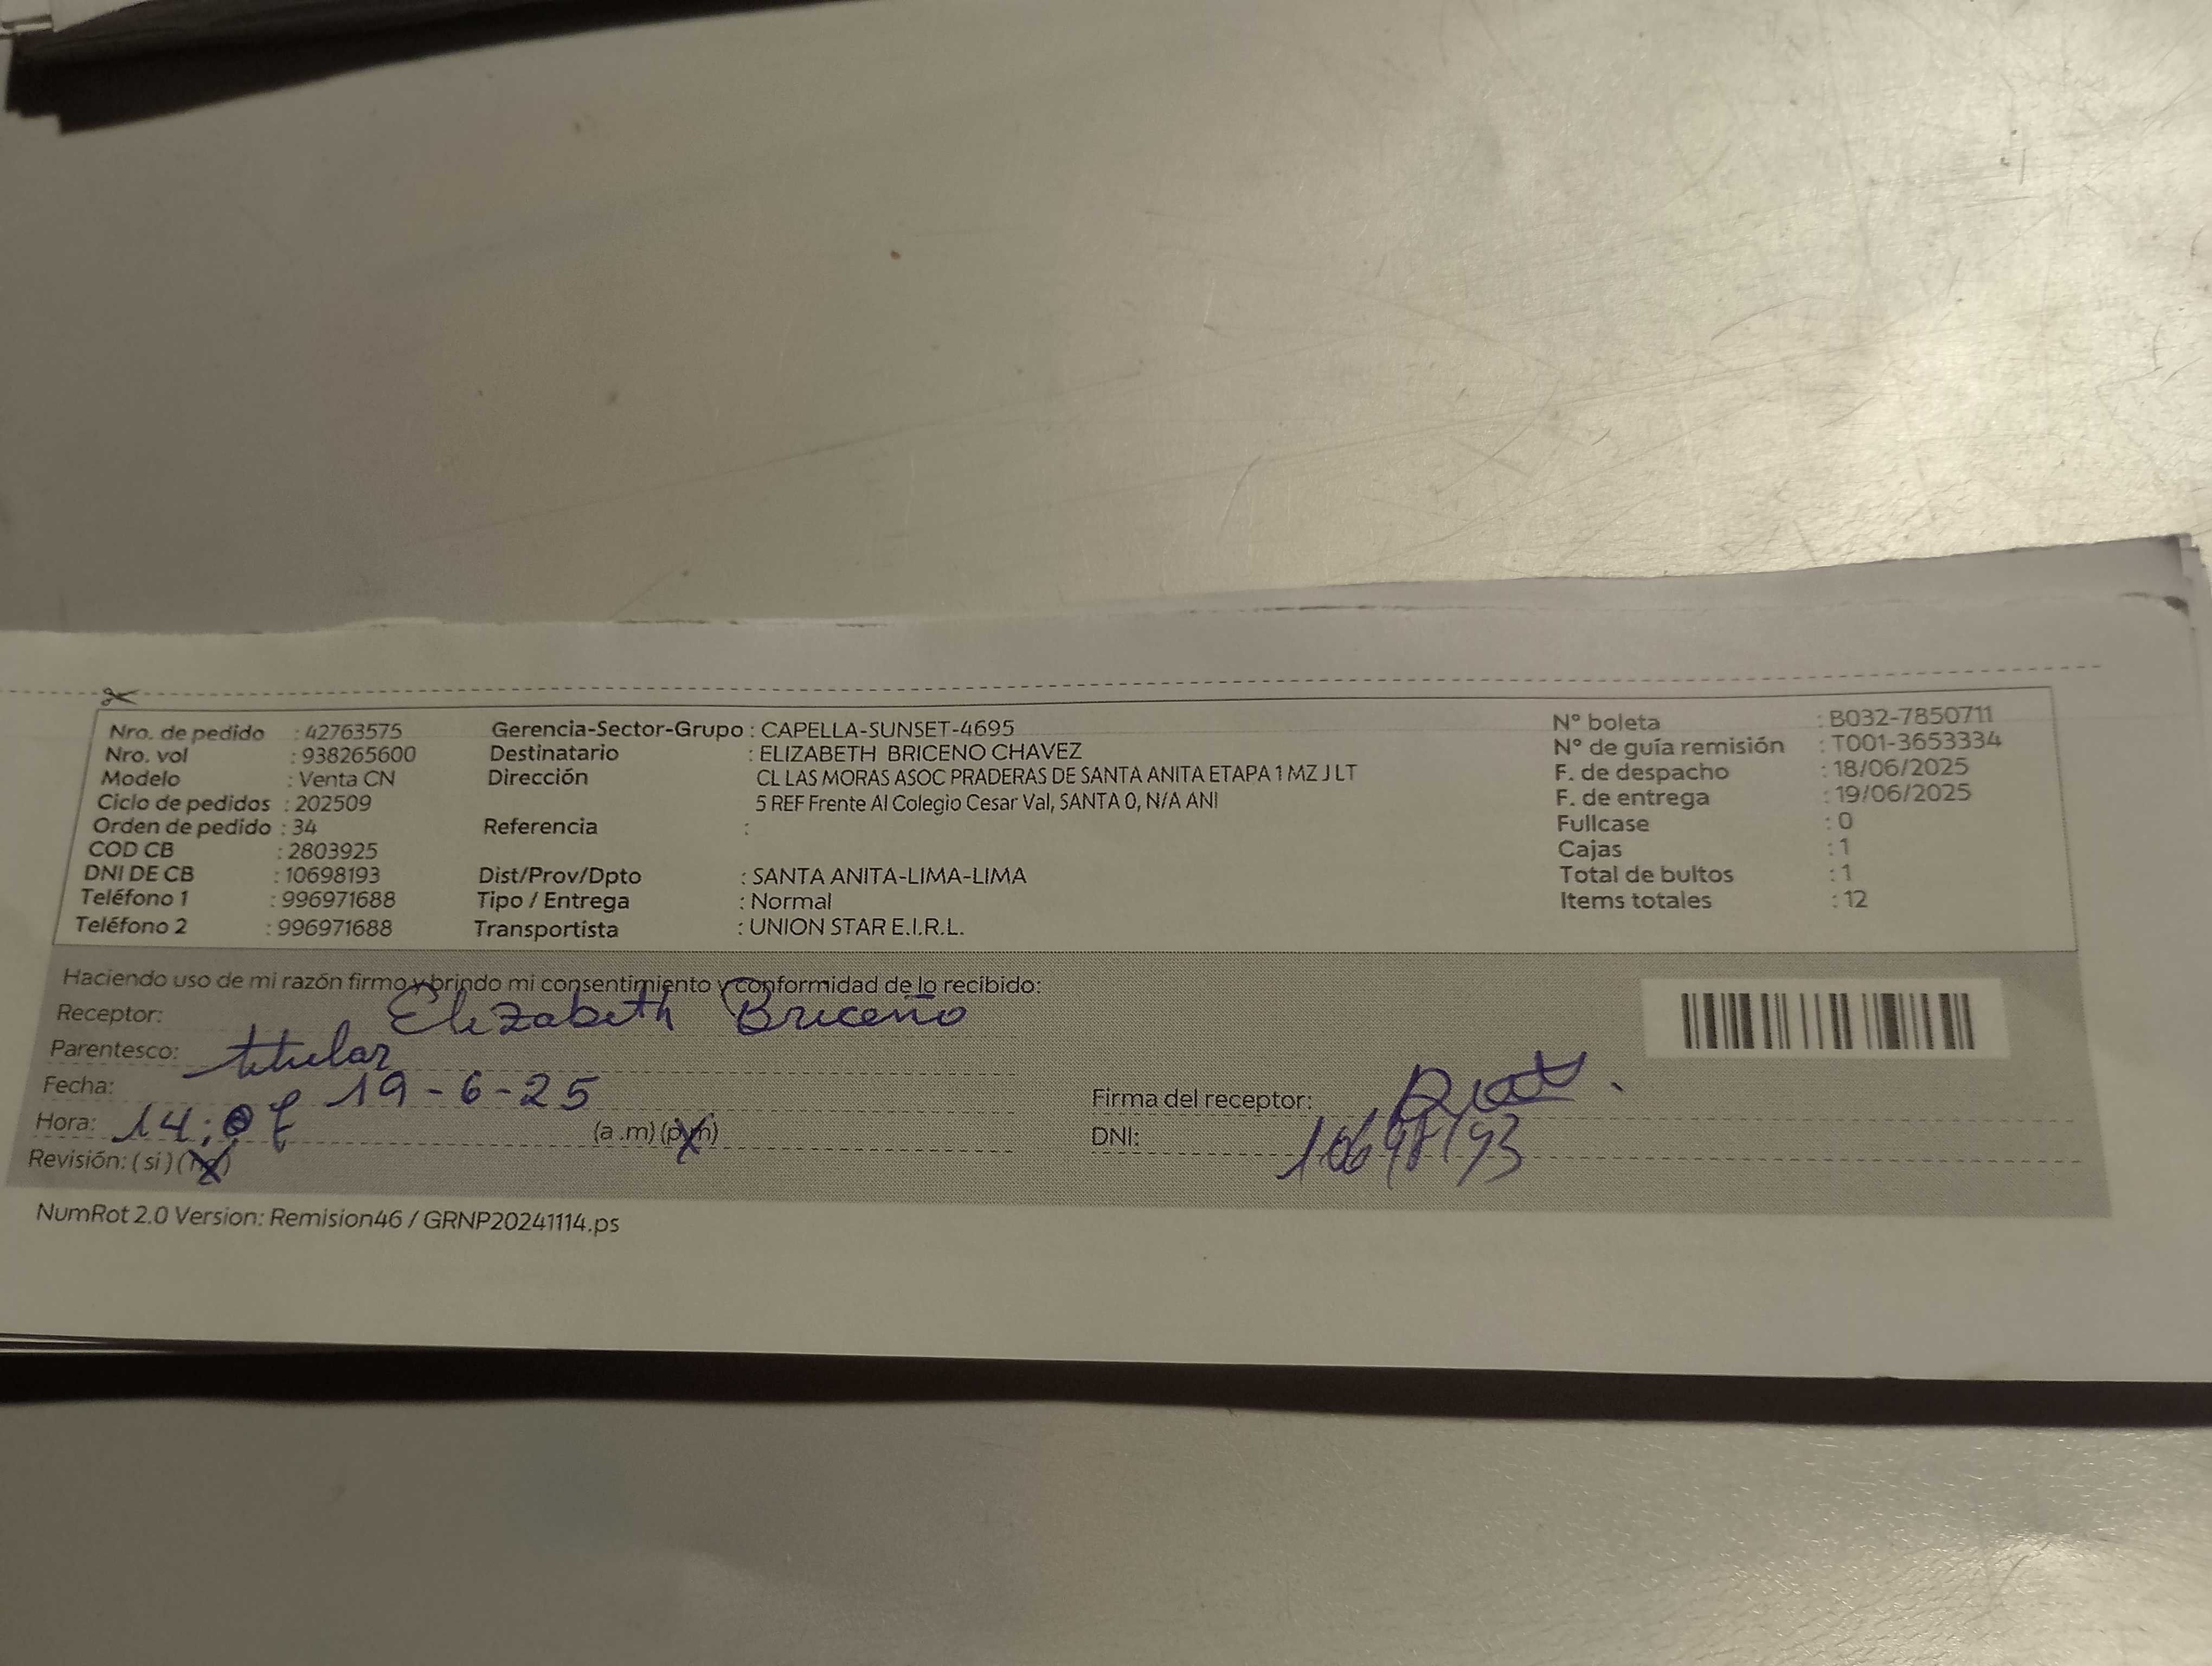 Nro. de pedido : 42763575
Nro. vol : 938265600
Modelo : Venta CN
Ciclo de pedidos : 202509
Orden de pedido : 34
COD CB : 2803925
DNI DE CB : 10698193
Teléfono 1 : 996971688
Teléfono 2 : 996971688
Gerencia-Sector-Grupo : CAPELLA-SUNSET-4695
Destinatario : ELIZABETH BRICENO CHAVEZ
Dirección CL LAS MORAS ASOC PRADERAS DE SANTA ANITA ETAPA 1 MZ J LT
5 REF Frente Al Colegio Cesar Val, SANTA 0, N/A ANI
Referencia :
Dist/Prov/Dpto : SANTA ANITA-LIMA-LIMA
Tipo / Entrega : Normal
Transportista : UNION STAR E.I.R.L.
N° boleta : B032-7850711
N° de guía remisión : T001-3653334
F. de despacho : 18/06/2025
F. de entrega : 19/06/2025
Fullcase : 0
Cajas : 1
Total de bultos : 1
Items totales : 12
Haciendo uso de mi razón firmo y brindo mi consentimiento y conformidad de lo recibido:
Receptor: Elizabeth Briceño
Parentesco: titular
Fecha: 19-6-25
Hora: 14: (a.m) (p.m)
Revisión: (si) (no)
Firma del receptor:
DNI: 10698193
NumRot 2.0 Version: Remision46 / GRNP20241114.ps